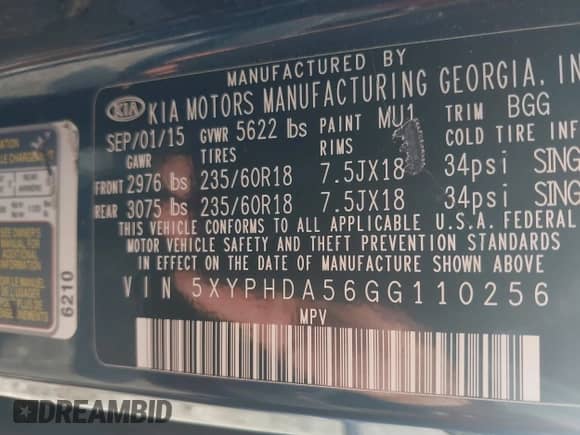 MANUFACTURED BY
KIA KIA MOTORS MANUFACTURING GEORGIA, IN
SEP/01/15 GVWR 5622 lbs PAINT MU1 TRIM BGG
GAWR TIRES RIMS COLD TIRE INF
FRONT 2976 lbs 235/60R18 7.5JX18 34psi SING
REAR 3075 lbs 235/60R18 7.5JX18 34psi SING
THIS VEHICLE CONFORMS TO ALL APPLICABLE U.S.A. FEDERAL
MOTOR VEHICLE SAFETY AND THEFT PREVENTION STANDARDS
IN EFFECT ON THE DATE OF MANUFACTURE SHOWN ABOVE
VIN 5XYPHDA56GG110256
MPV
6210
DREAMBID